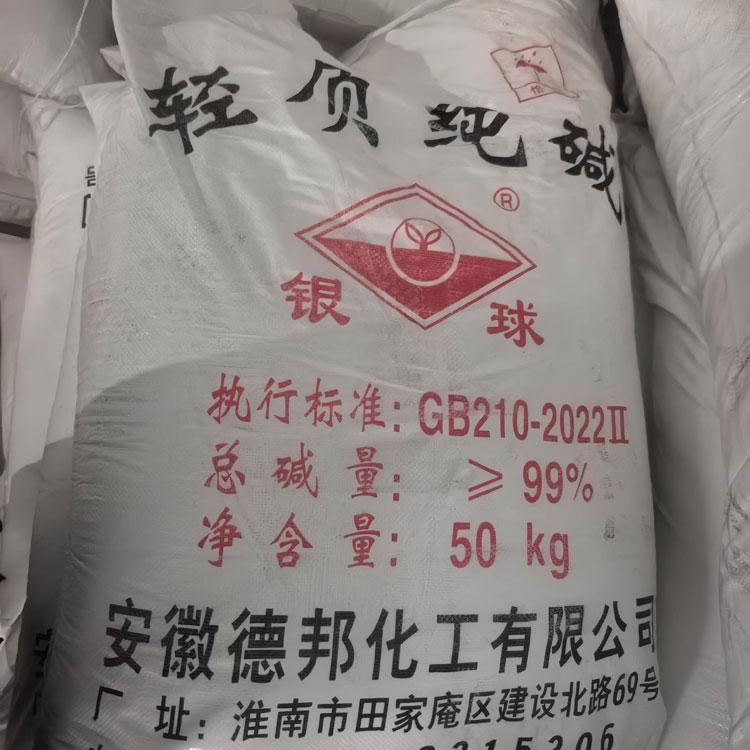 轻质纯碱
®
银球
执行标准：GB210-2022Ⅱ
总碱量：≥99%
净含量：50 kg
安徽德邦化工有限公司
厂址：淮南市田家庵区建设北路69号